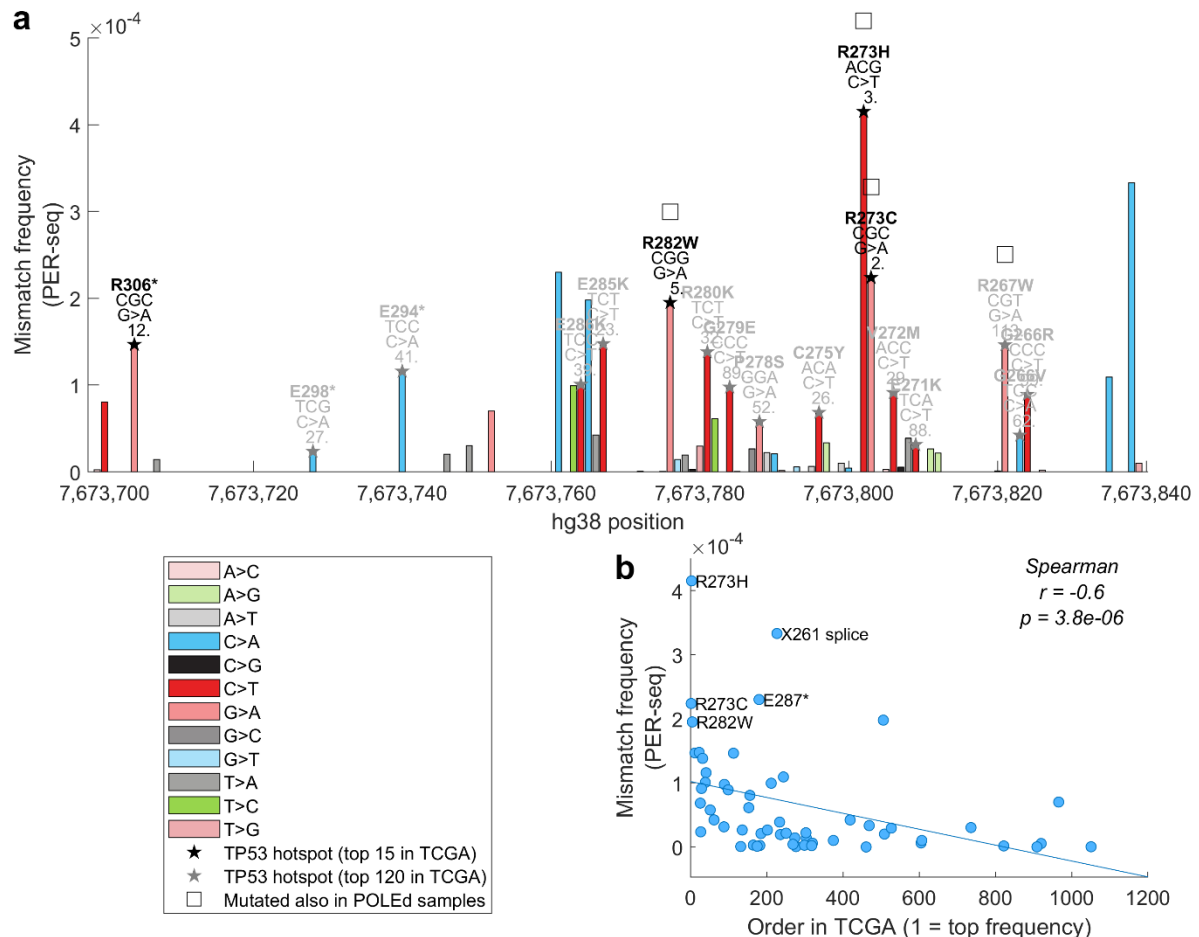 a
×10⁻⁴
5
4
3
2
1
0
Mismatch frequency
(PER-seq)
R306*
CGC
G>A
12.
E298*
TCG
C>A
27.
E294*
TCC
C>A
41.
E285K
TCT
C>T
23.
R282W
CGG
G>A
5.
R280K
TCT
C>T
G279E
CCC
C>T
89.
P278S
GGA
G>A
52.
C275Y
ACA
C>T
26.
R273H
ACG
C>T
3.
R273C
CGC
G>A
2.
V272M
ACC
C>T
29.
E271K
TCA
C>T
88.
R267W
CGT
G>A
113.
G266R
CCC
C>T
G266V
C>A
62.
7,673,700
7,673,720
7,673,740
7,673,760
7,673,780
7,673,800
7,673,820
7,673,840
hg38 position
A>C
A>G
A>T
C>A
C>G
C>T
G>A
G>C
G>T
T>A
T>C
T>G
TP53 hotspot (top 15 in TCGA)
TP53 hotspot (top 120 in TCGA)
Mutated also in POLEd samples
b
×10⁻⁴
4
3
2
1
0
Mismatch frequency
(PER-seq)
R273H
X261 splice
R273C
E287*
R282W
Spearman
r = -0.6
p = 3.8e-06
0
200
400
600
800
1000
1200
Order in TCGA (1 = top frequency)